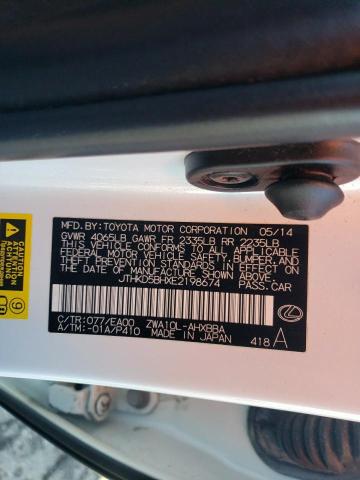 MFD. BY: TOYOTA MOTOR CORPORATION 05/14
GVWR 4065LB GAWR FR 2335LB RR 2235LB
THIS VEHICLE CONFORMS TO ALL APPLICABLE
FEDERAL MOTOR VEHICLE SAFETY, BUMPER, AND
THEFT PREVENTION STANDARDS IN EFFECT ON
THE DATE OF MANUFACTURE SHOWN ABOVE.
JTHKD5BHXE2198674 PASS. CAR
C/TR: 077/EA00 ZWA10L-AHXBBA
A/TM: -01A/P410 MADE IN JAPAN 418 A